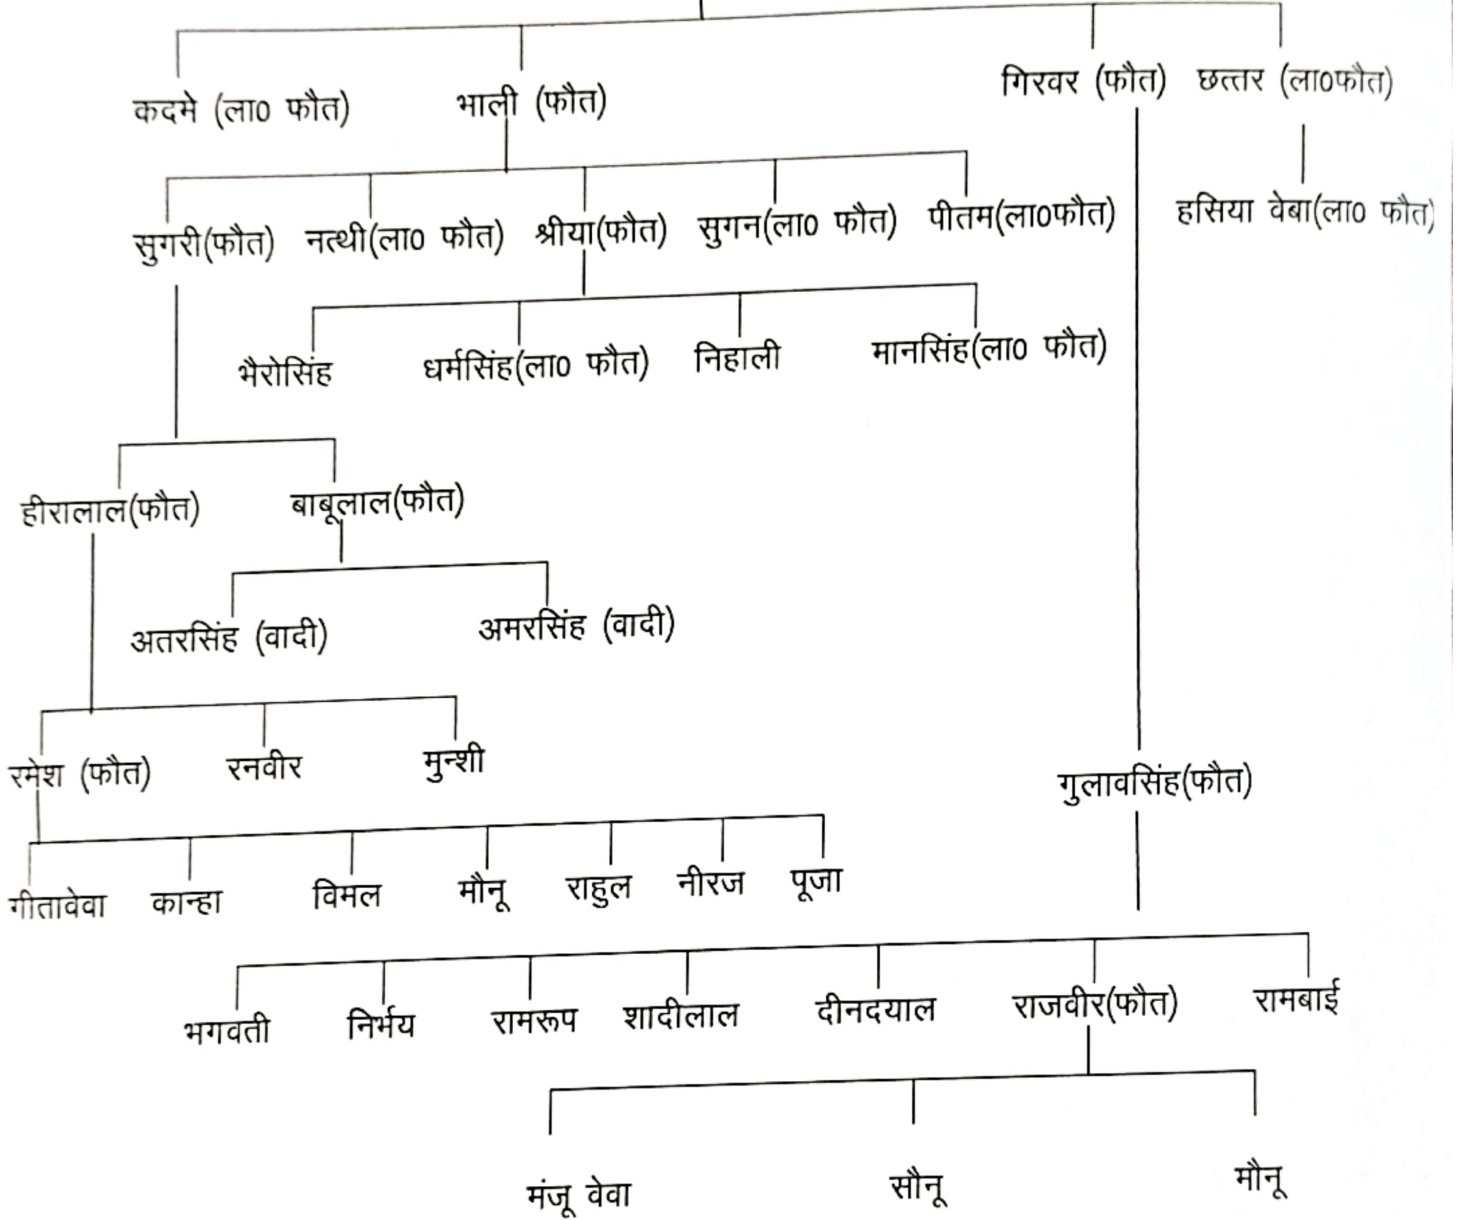 कदमे (ला0 फौत) भाली (फौत) गिरवर (फौत) छत्तर (ला0फौत)
सुगरी(फौत) नत्थी(ला0 फौत) श्रीया(फौत) सुगन(ला0 फौत) पीतम(ला0फौत) हसिया वेबा(ला0 फौत)
भैरोसिंह धर्मसिंह(ला0 फौत) निहाली मानसिंह(ला0 फौत)
हीरालाल(फौत) बाबूलाल(फौत)
अतरसिंह (वादी) अमरसिंह (वादी)
रमेश (फौत) रनवीर मुन्शी गुलावसिंह(फौत)
गीतावेवा कान्हा विमल मौनू राहुल नीरज पूजा
भगवती निर्भय रामरूप शादीलाल दीनदयाल राजवीर(फौत) रामबाई
मंजू वेवा सौनू मौनू